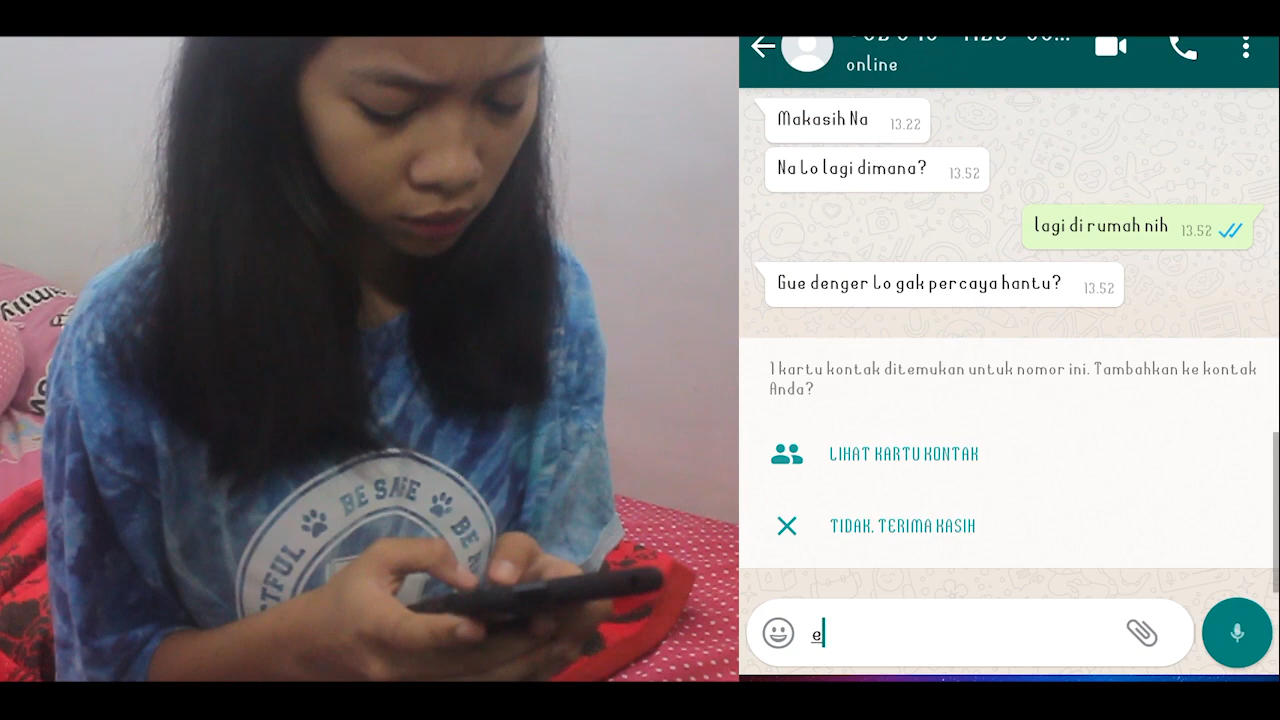 online
Makasih Na 13.22
Na Lo lagi dimana? 13.52
lagi di rumah nih 13.52
Gue denger Lo gak percaya hantu? 13.52
1 kartu kontak ditemukan untuk nomor ini. Tambahkan ke kontak
Anda?
LIHAT KARTU KONTAK
TIDAK. TERIMA KASIH
e
BE SAFE
BE